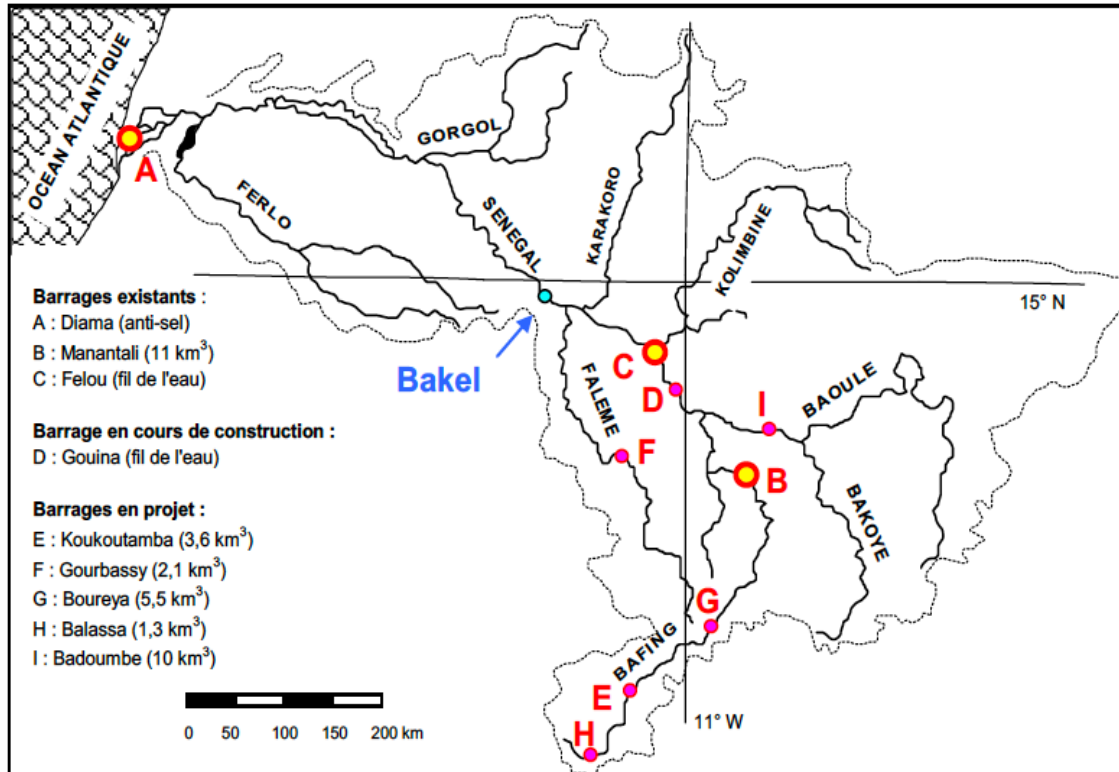 OCEAN ATLANTIQUE
A
GORGOL
FERLO
SENEGAL
KARAKORO
KOLIMBINE
15° N
Barrages existants :
A : Diama (anti-sel)
B : Manantali (11 km³)
C : Felou (fil de l'eau)
Bakel
C
D
FALEME
F
I
BAOULE
B
BAKOYE
Barrage en cours de construction :
D : Gouina (fil de l'eau)
Barrages en projet :
E : Koukoutamba (3,6 km³)
F : Gourbassy (2,1 km³)
G : Boureya (5,5 km³)
H : Balassa (1,3 km³)
I : Badoumbe (10 km³)
G
BAFING
E
H
11° W
0 50 100 150 200 km